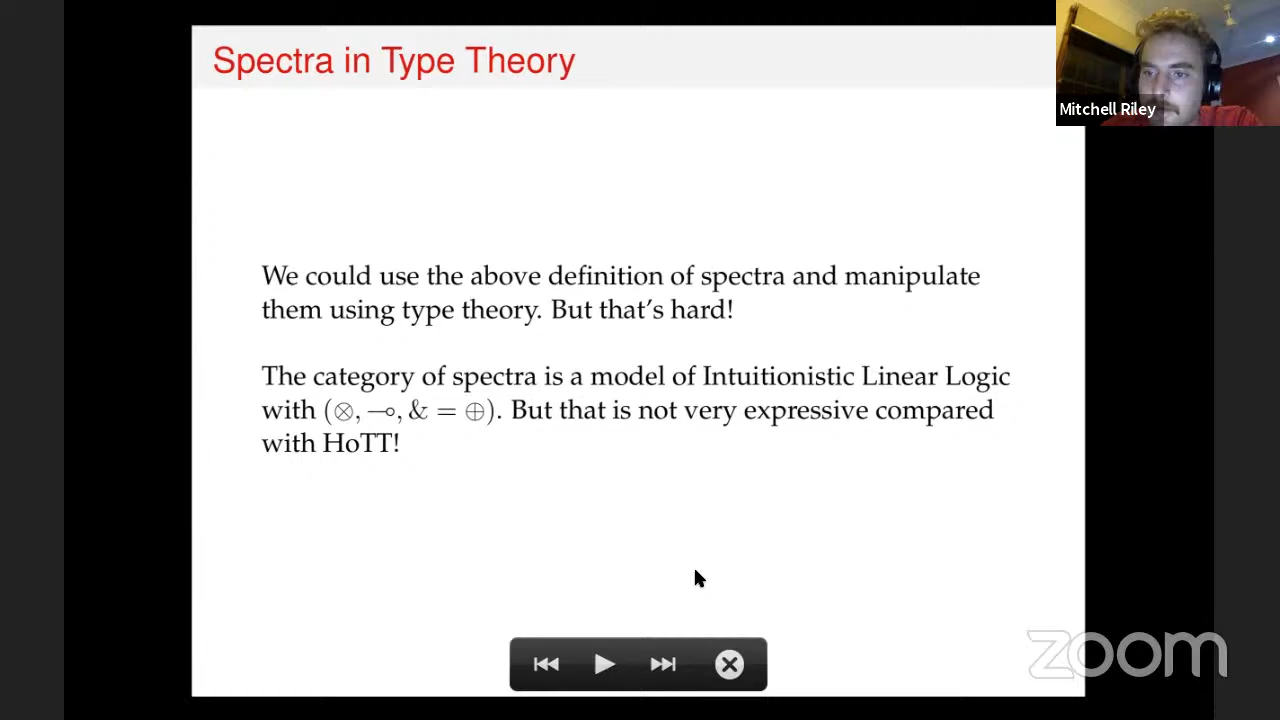 Spectra in Type Theory
Mitchell Riley
We could use the above definition of spectra and manipulate
them using type theory. But that's hard!
The category of spectra is a model of Intuitionistic Linear Logic
with (⊗, ⊸, & = ⊕). But that is not very expressive compared
with HoTT!
zoom